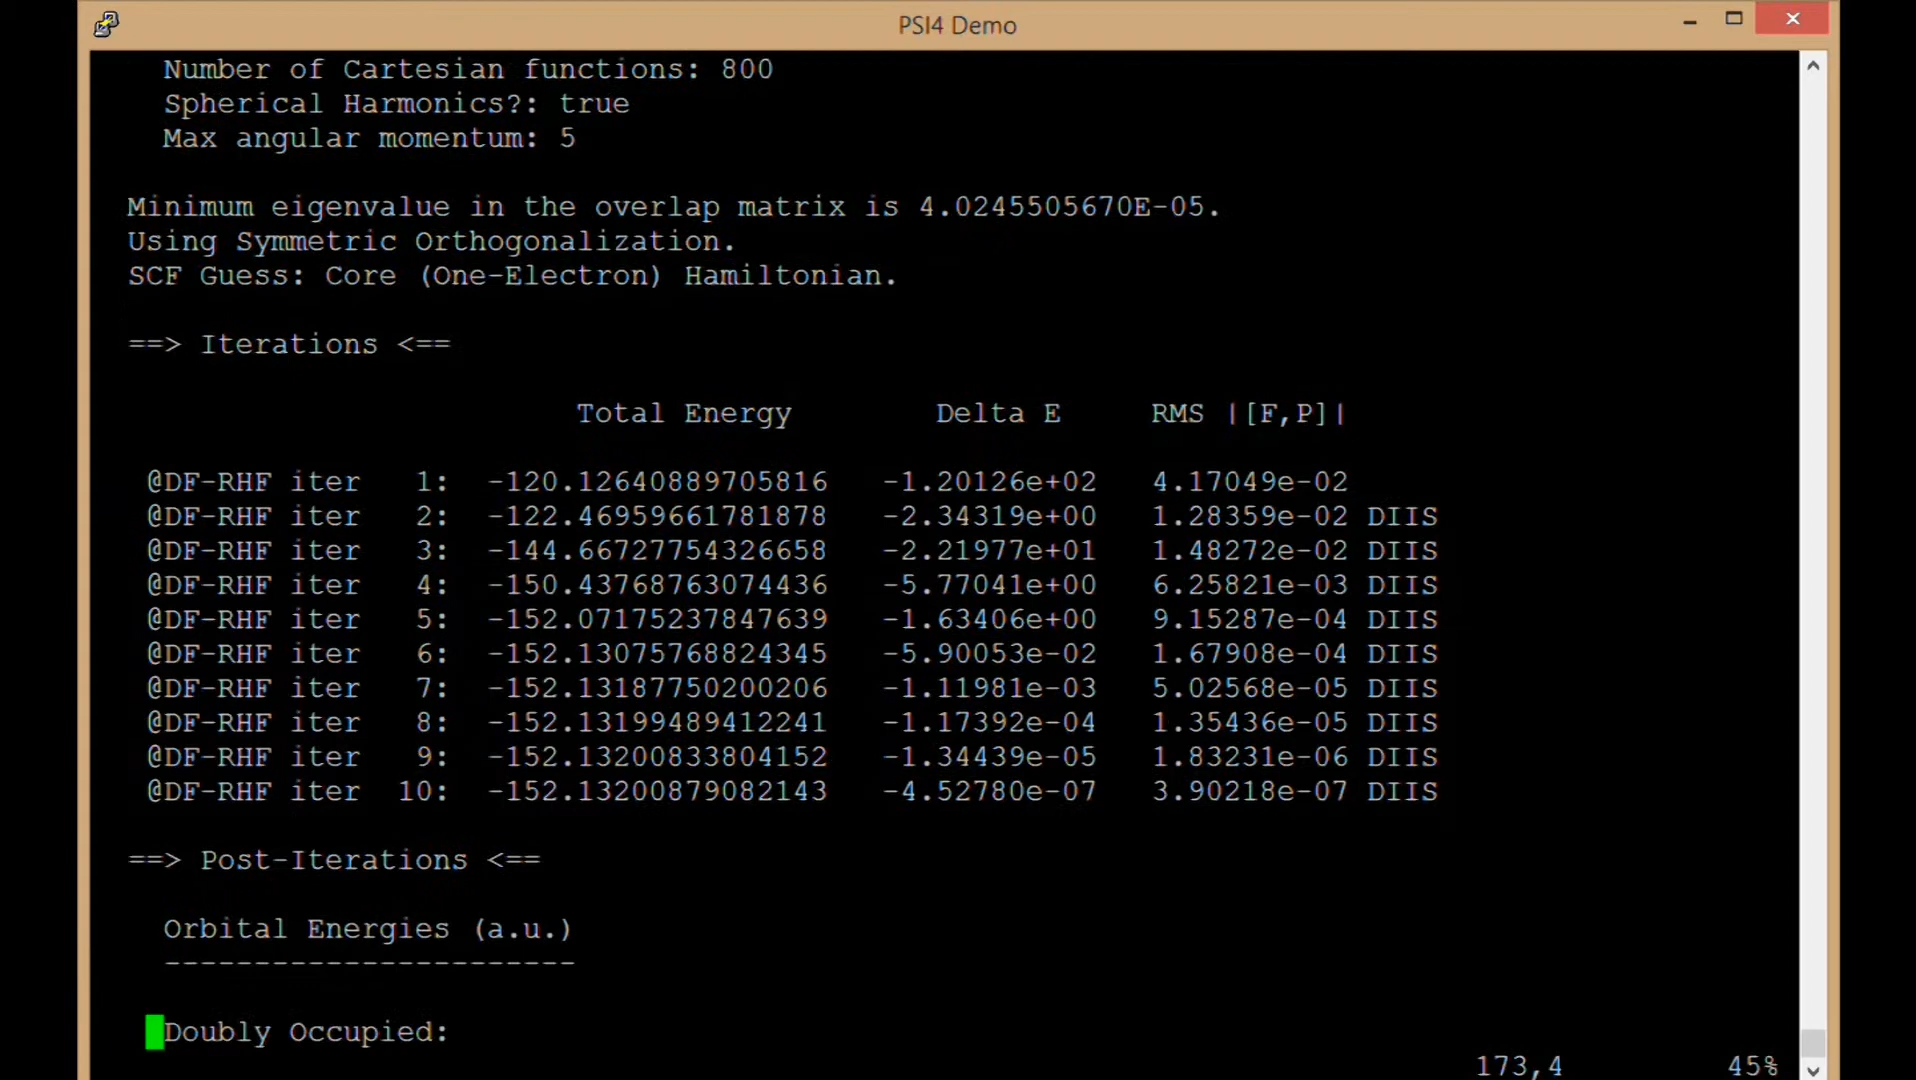 PSI4 Demo
Number of Cartesian functions: 800
Spherical Harmonics?: true
Max angular momentum: 5
Minimum eigenvalue in the overlap matrix is 4.0245505670E-05.
Using Symmetric Orthogonalization.
SCF Guess: Core (One-Electron) Hamiltonian.
==> Iterations <==
Total Energy Delta E RMS |[F,P]|
@DF-RHF iter 1: -120.12640889705816 -1.20126e+02 4.17049e-02
@DF-RHF iter 2: -122.46959661781878 -2.34319e+00 1.28359e-02 DIIS
@DF-RHF iter 3: -144.66727754326658 -2.21977e+01 1.48272e-02 DIIS
@DF-RHF iter 4: -150.43768763074436 -5.77041e+00 6.25821e-03 DIIS
@DF-RHF iter 5: -152.07175237847639 -1.63406e+00 9.15287e-04 DIIS
@DF-RHF iter 6: -152.13075768824345 -5.90053e-02 1.67908e-04 DIIS
@DF-RHF iter 7: -152.13187750200206 -1.11981e-03 5.02568e-05 DIIS
@DF-RHF iter 8: -152.13199489412241 -1.17392e-04 1.35436e-05 DIIS
@DF-RHF iter 9: -152.13200833804152 -1.34439e-05 1.83231e-06 DIIS
@DF-RHF iter 10: -152.13200879082143 -4.52780e-07 3.90218e-07 DIIS
==> Post-Iterations <==
Orbital Energies (a.u.)
-----------------------
Doubly Occupied:
173,4 45%